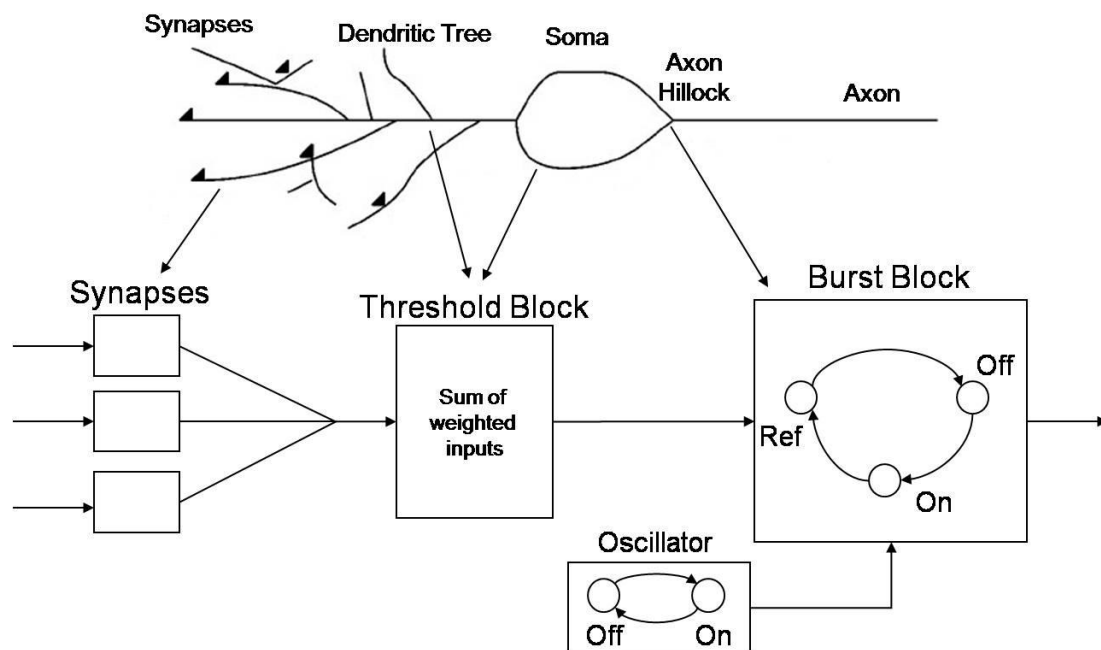 Synapses
Dendritic Tree
Soma
Axon
Hillock
Axon
Synapses
Threshold Block
Burst Block
Sum of
weighted
inputs
Off
Ref
On
Oscillator
Off
On